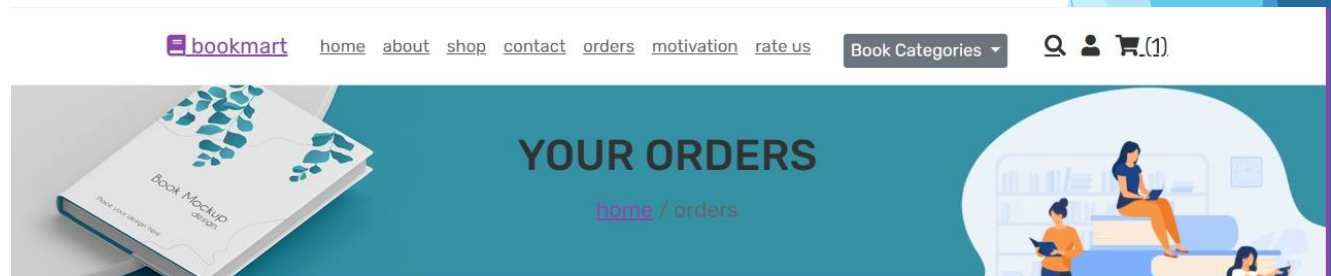 bookmart home about shop contact orders motivation rate us Book Categories (1)
YOUR ORDERS
home / orders
Book Mockup
design.
Place your design here